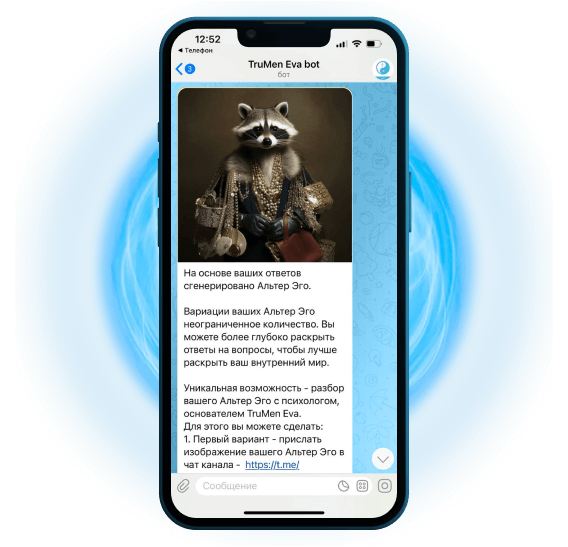 12:52
◀ Телефон
3
TruMen Eva bot
бот
На основе ваших ответов
сгенерировано Альтер Эго.
Вариации ваших Альтер Эго
неограниченное количество. Вы
можете более глубоко раскрыть
ответы на вопросы, чтобы лучше
раскрыть ваш внутренний мир.
Уникальная возможность - разбор
вашего Альтер Эго с психологом,
основателем TruMen Eva.
Для этого вы можете сделать:
1. Первый вариант - прислать
изображение вашего Альтер Эго в
чат канала - https://t.me/
Сообщение